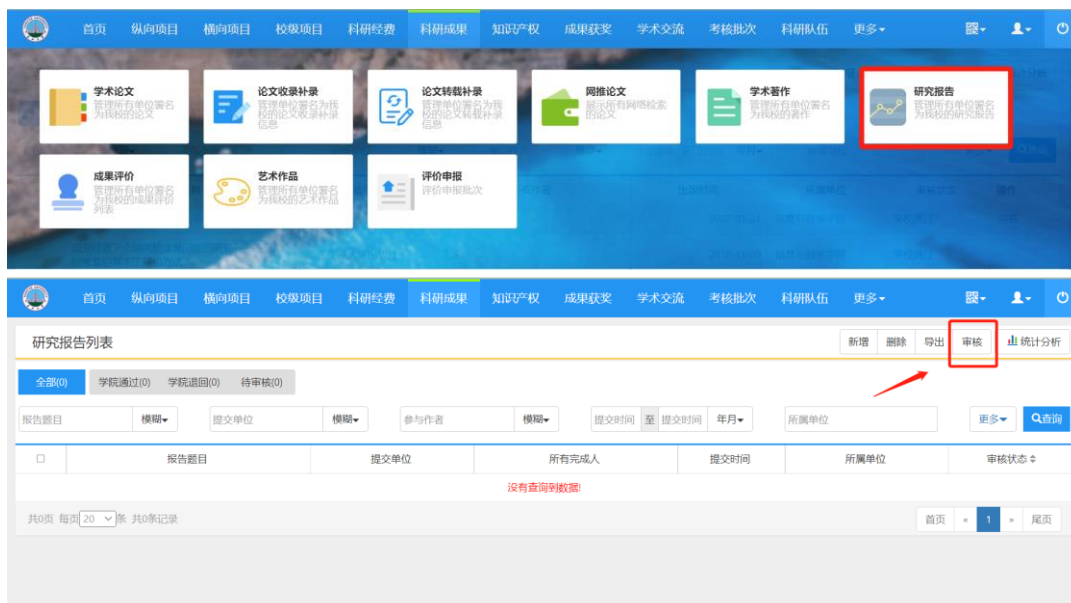 首页 纵向项目 横向项目 校级项目 科研经费 科研成果 知识产权 成果获奖 学术交流 考核批次 科研队伍 更多
学术论文
管理所有单位署名
为我校的论文
论文收录补录
管理单位署名为我
校的论文收录补录
信息
论文转载补录
管理单位署名为我
校的论文转载补录
信息
网推论文
展示所有网络检索
的论文
学术著作
管理所有单位署名
为我校的著作
研究报告
管理所有单位署名
为我校的研究报告
成果评价
管理所有单位署名
为我校的成果评价
列表
艺术作品
管理所有单位署名
为我校的艺术作品
评价申报
评价申报批次
首页 纵向项目 横向项目 校级项目 科研经费 科研成果 知识产权 成果获奖 学术交流 考核批次 科研队伍 更多
研究报告列表 新增 删除 导出 审核 统计分析
全部(0) 学院通过(0) 学院退回(0) 待审核(0)
报告题目 模糊 提交单位 模糊 参与作者 模糊 提交时间 至 提交时间 年月 所属单位 更多 查询
报告题目 提交单位 所有完成人 提交时间 所属单位 审核状态
没有查询到数据!
共0页 每页 20 条 共0条记录 首页 « 1 » 尾页